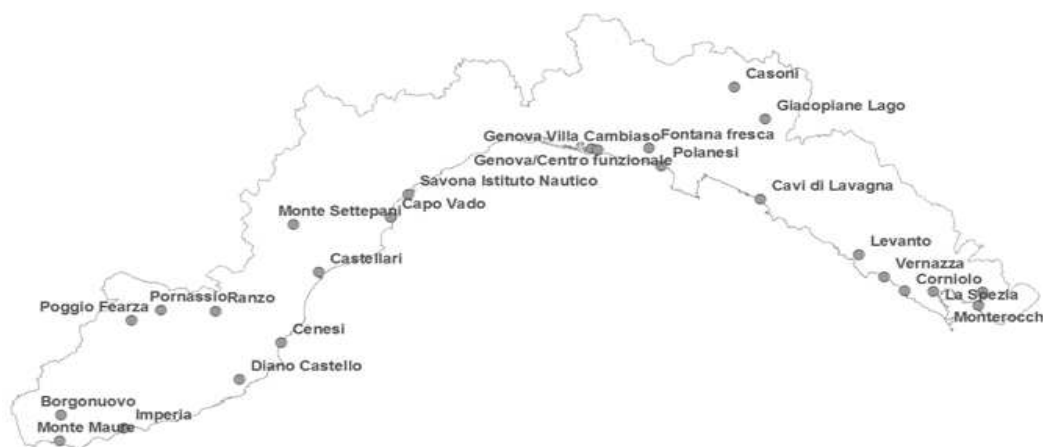 Casoni
Giacopiane Lago
Genova Villa Cambiaso
Fontana fresca
Genova/Centro funzionale
Polanesi
Savona Istituto Nautico
Cavi di Lavagna
Capo Vado
Monte Settepani
Levanto
Castellari
Vernazza
Corniolo
Pornassio
Ranzo
La Spezia
Poggio Fearza
Monterocch
Cenesi
Diano Castello
Borgonuovo
Imperia
Monte Maure